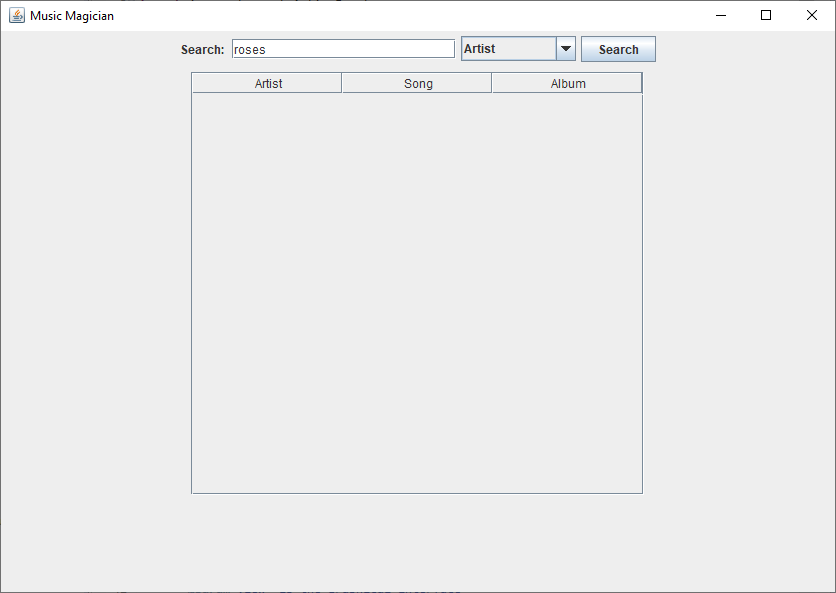 Music Magician
Search: roses Artist Search
Artist Song Album